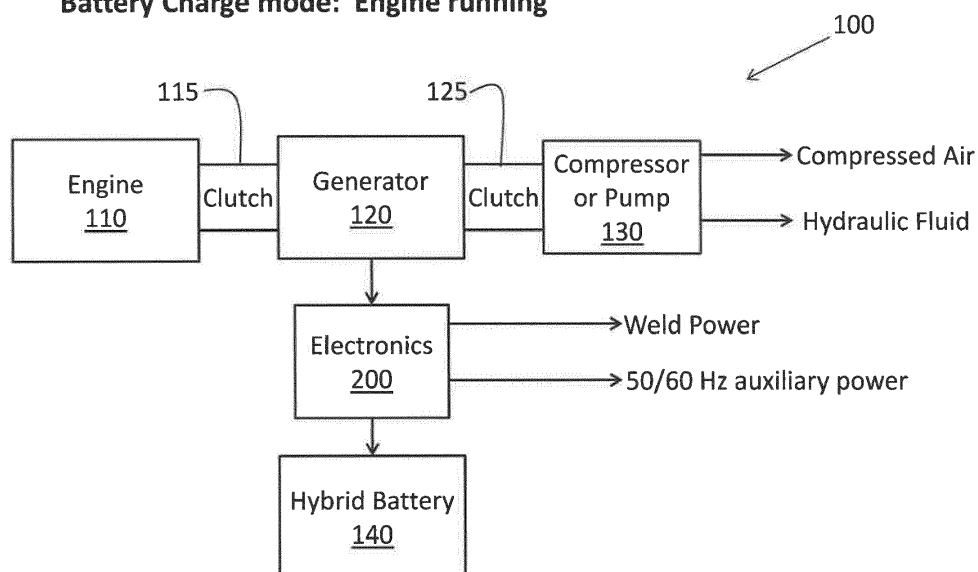 Battery Charge mode: Engine running
100
115
125
Engine
110
Clutch
Generator
120
Clutch
Compressor
or Pump
130
Compressed Air
Hydraulic Fluid
Electronics
200
Weld Power
50/60 Hz auxiliary power
Hybrid Battery
140